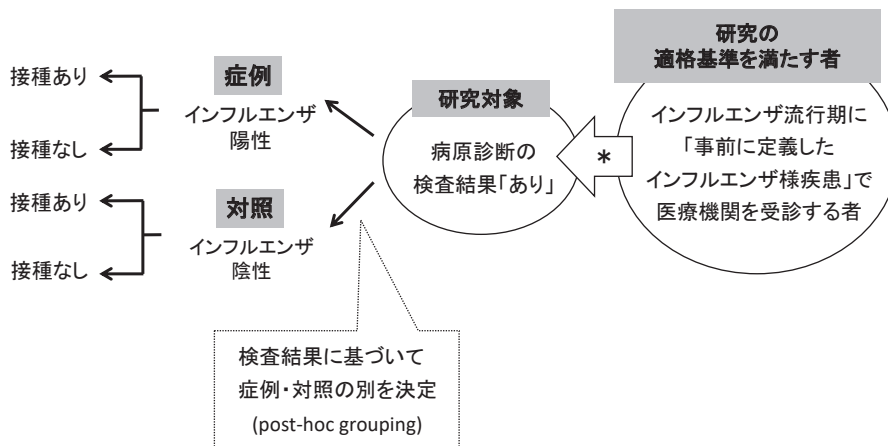 研究の
適格基準を満たす者
インフルエンザ流行期に
「事前に定義した
インフルエンザ様疾患」で
医療機関を受診する者
*
研究対象
病原診断の
検査結果「あり」
症例
インフルエンザ
陽性
接種あり
接種なし
対照
インフルエンザ
陰性
接種あり
接種なし
検査結果に基づいて
症例・対照の別を決定
(post-hoc grouping)